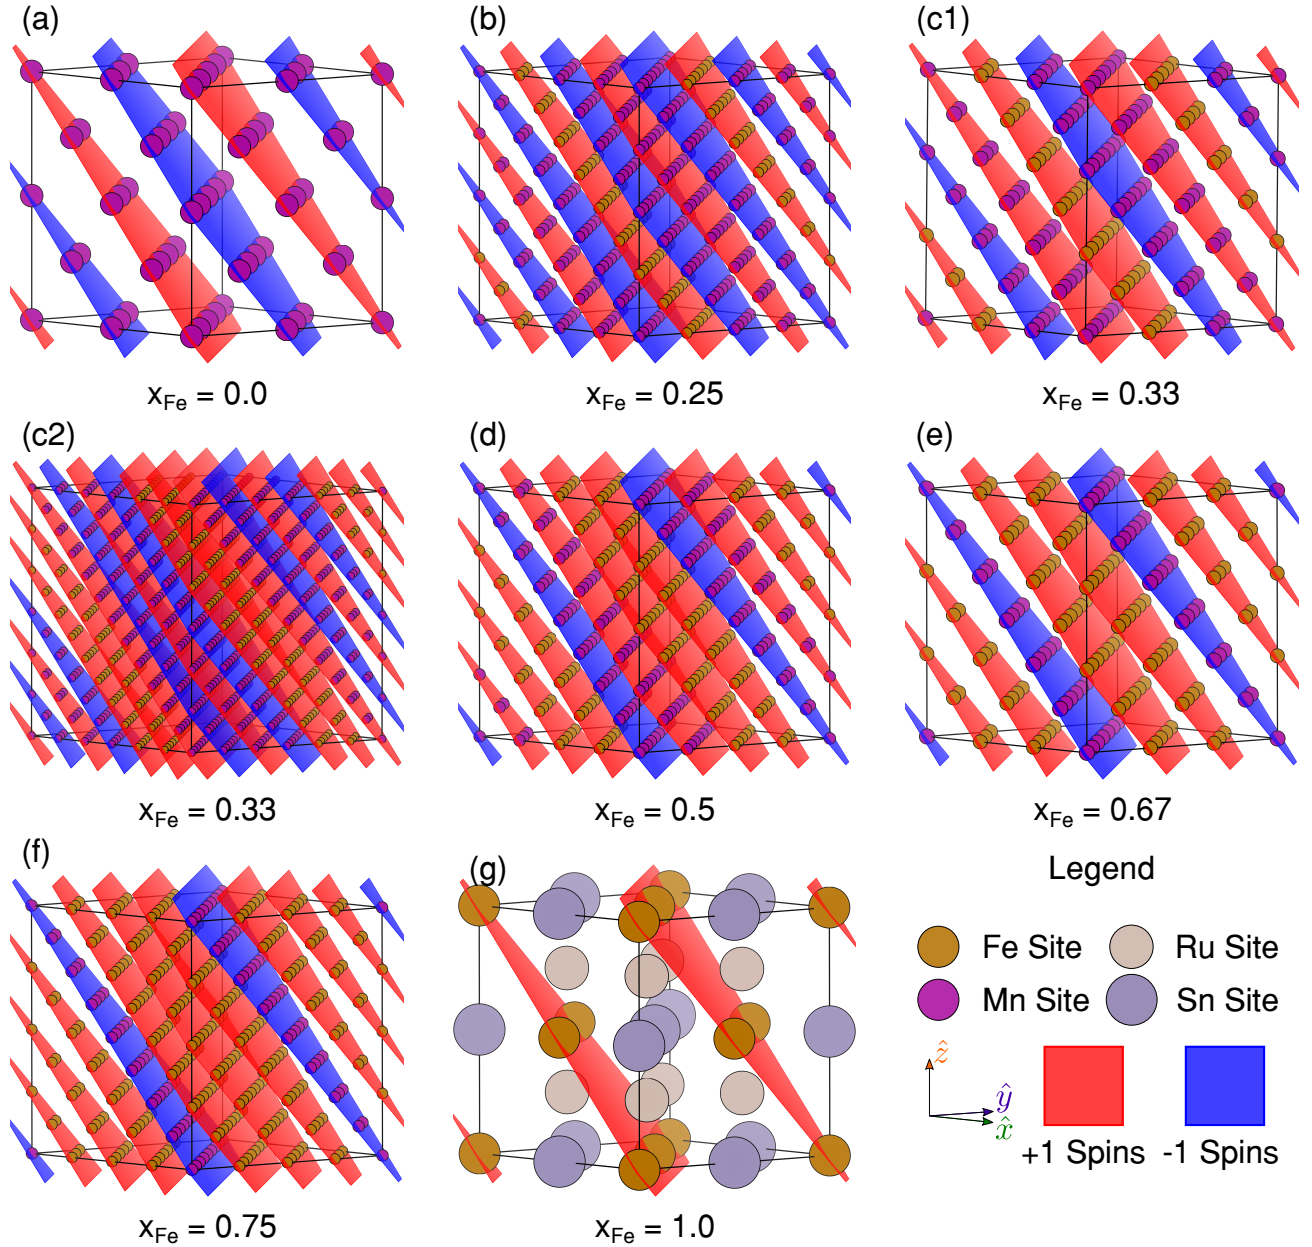 (a)
(b)
(c1)
x_Fe = 0.0
x_Fe = 0.25
x_Fe = 0.33
(c2)
(d)
(e)
x_Fe = 0.33
x_Fe = 0.5
x_Fe = 0.67
(f)
(g)
Legend
Fe Site
Ru Site
Mn Site
Sn Site
ẑ
ŷ
x̂
+1 Spins
-1 Spins
x_Fe = 0.75
x_Fe = 1.0